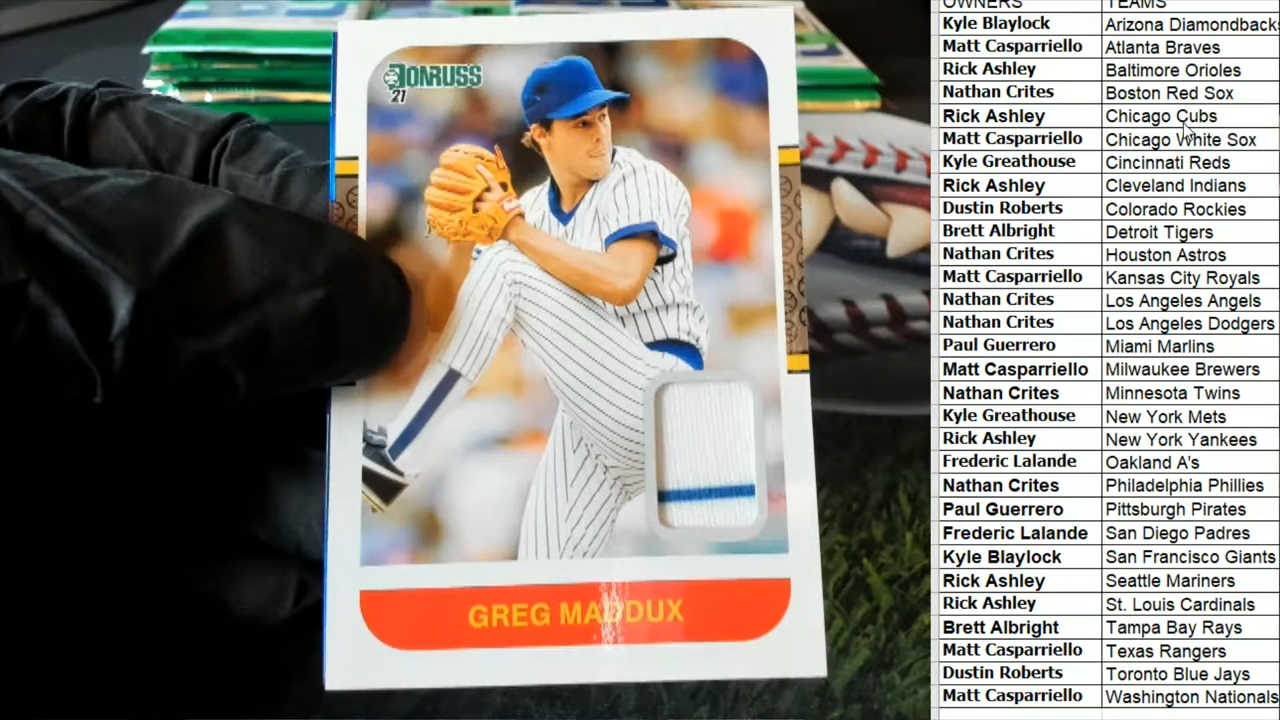 DONRUSS
21
GREG MADDUX
OWNERS TEAMS
Kyle Blaylock Arizona Diamondbacks
Matt Casparriello Atlanta Braves
Rick Ashley Baltimore Orioles
Nathan Crites Boston Red Sox
Rick Ashley Chicago Cubs
Matt Casparriello Chicago White Sox
Kyle Greathouse Cincinnati Reds
Rick Ashley Cleveland Indians
Dustin Roberts Colorado Rockies
Brett Albright Detroit Tigers
Nathan Crites Houston Astros
Matt Casparriello Kansas City Royals
Nathan Crites Los Angeles Angels
Nathan Crites Los Angeles Dodgers
Paul Guerrero Miami Marlins
Matt Casparriello Milwaukee Brewers
Nathan Crites Minnesota Twins
Kyle Greathouse New York Mets
Rick Ashley New York Yankees
Frederic Lalande Oakland A's
Nathan Crites Philadelphia Phillies
Paul Guerrero Pittsburgh Pirates
Frederic Lalande San Diego Padres
Kyle Blaylock San Francisco Giants
Rick Ashley Seattle Mariners
Rick Ashley St. Louis Cardinals
Brett Albright Tampa Bay Rays
Matt Casparriello Texas Rangers
Dustin Roberts Toronto Blue Jays
Matt Casparriello Washington Nationals